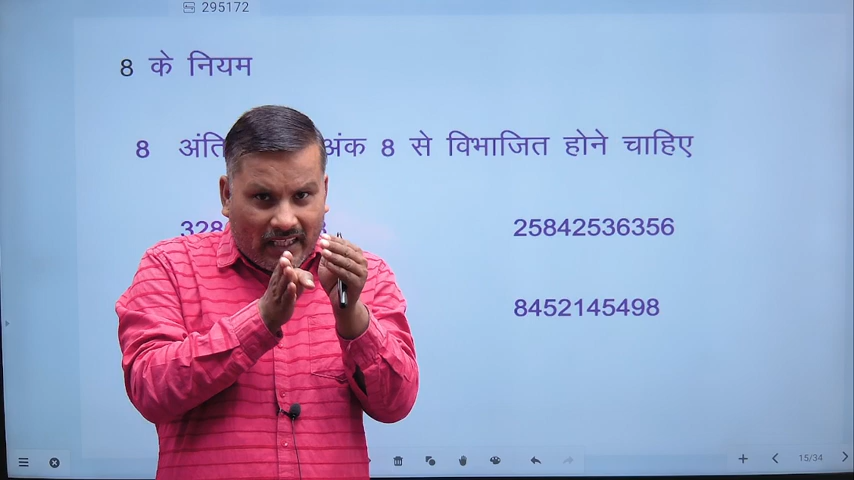 295172
8 के नियम
8 अंक 8 से विभाजित होने चाहिए
25842536356
8452145498
15/34